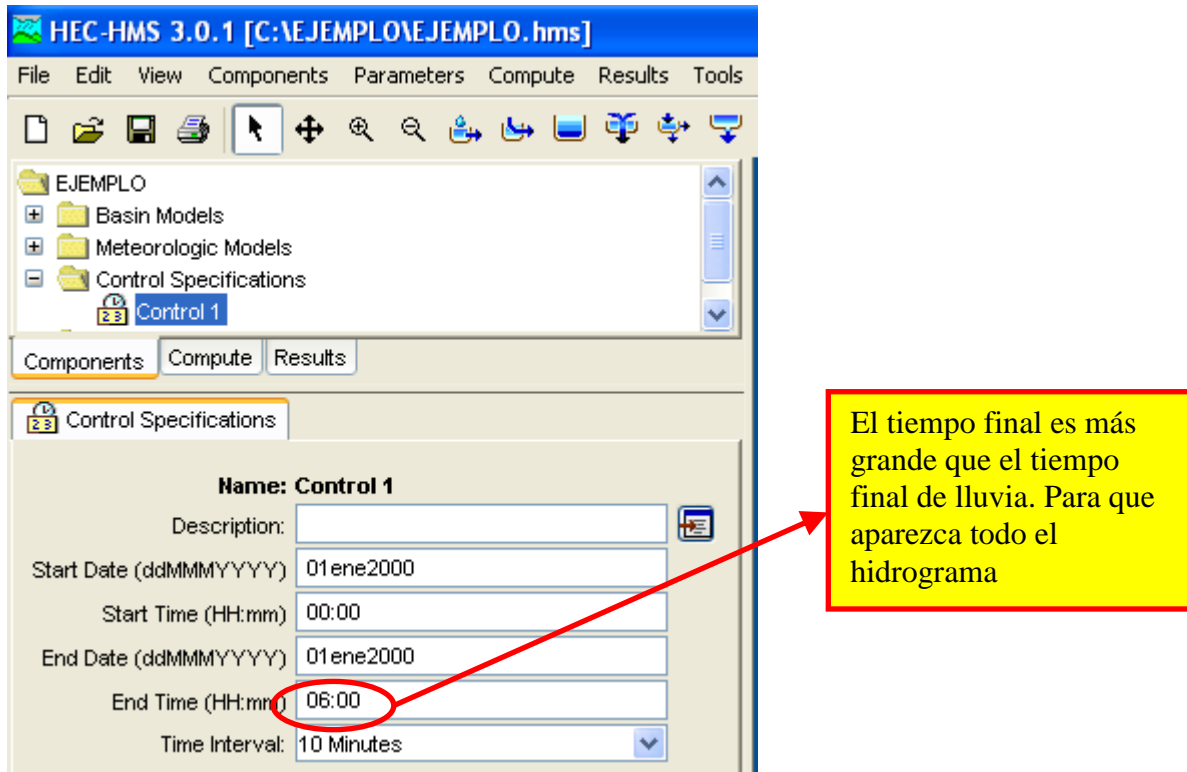 HEC-HMS 3.0.1 [C:\EJEMPLO\EJEMPLO.hms]
File Edit View Components Parameters Compute Results Tools
EJEMPLO
Basin Models
Meteorologic Models
Control Specifications
Control 1
Components Compute Results
Control Specifications
Name: Control 1
Description:
Start Date (ddMMMYYYY) 01ene2000
Start Time (HH:mm) 00:00
End Date (ddMMMYYYY) 01ene2000
End Time (HH:mm) 06:00
Time Interval: 10 Minutes
El tiempo final es más
grande que el tiempo
final de lluvia. Para que
aparezca todo el
hidrograma